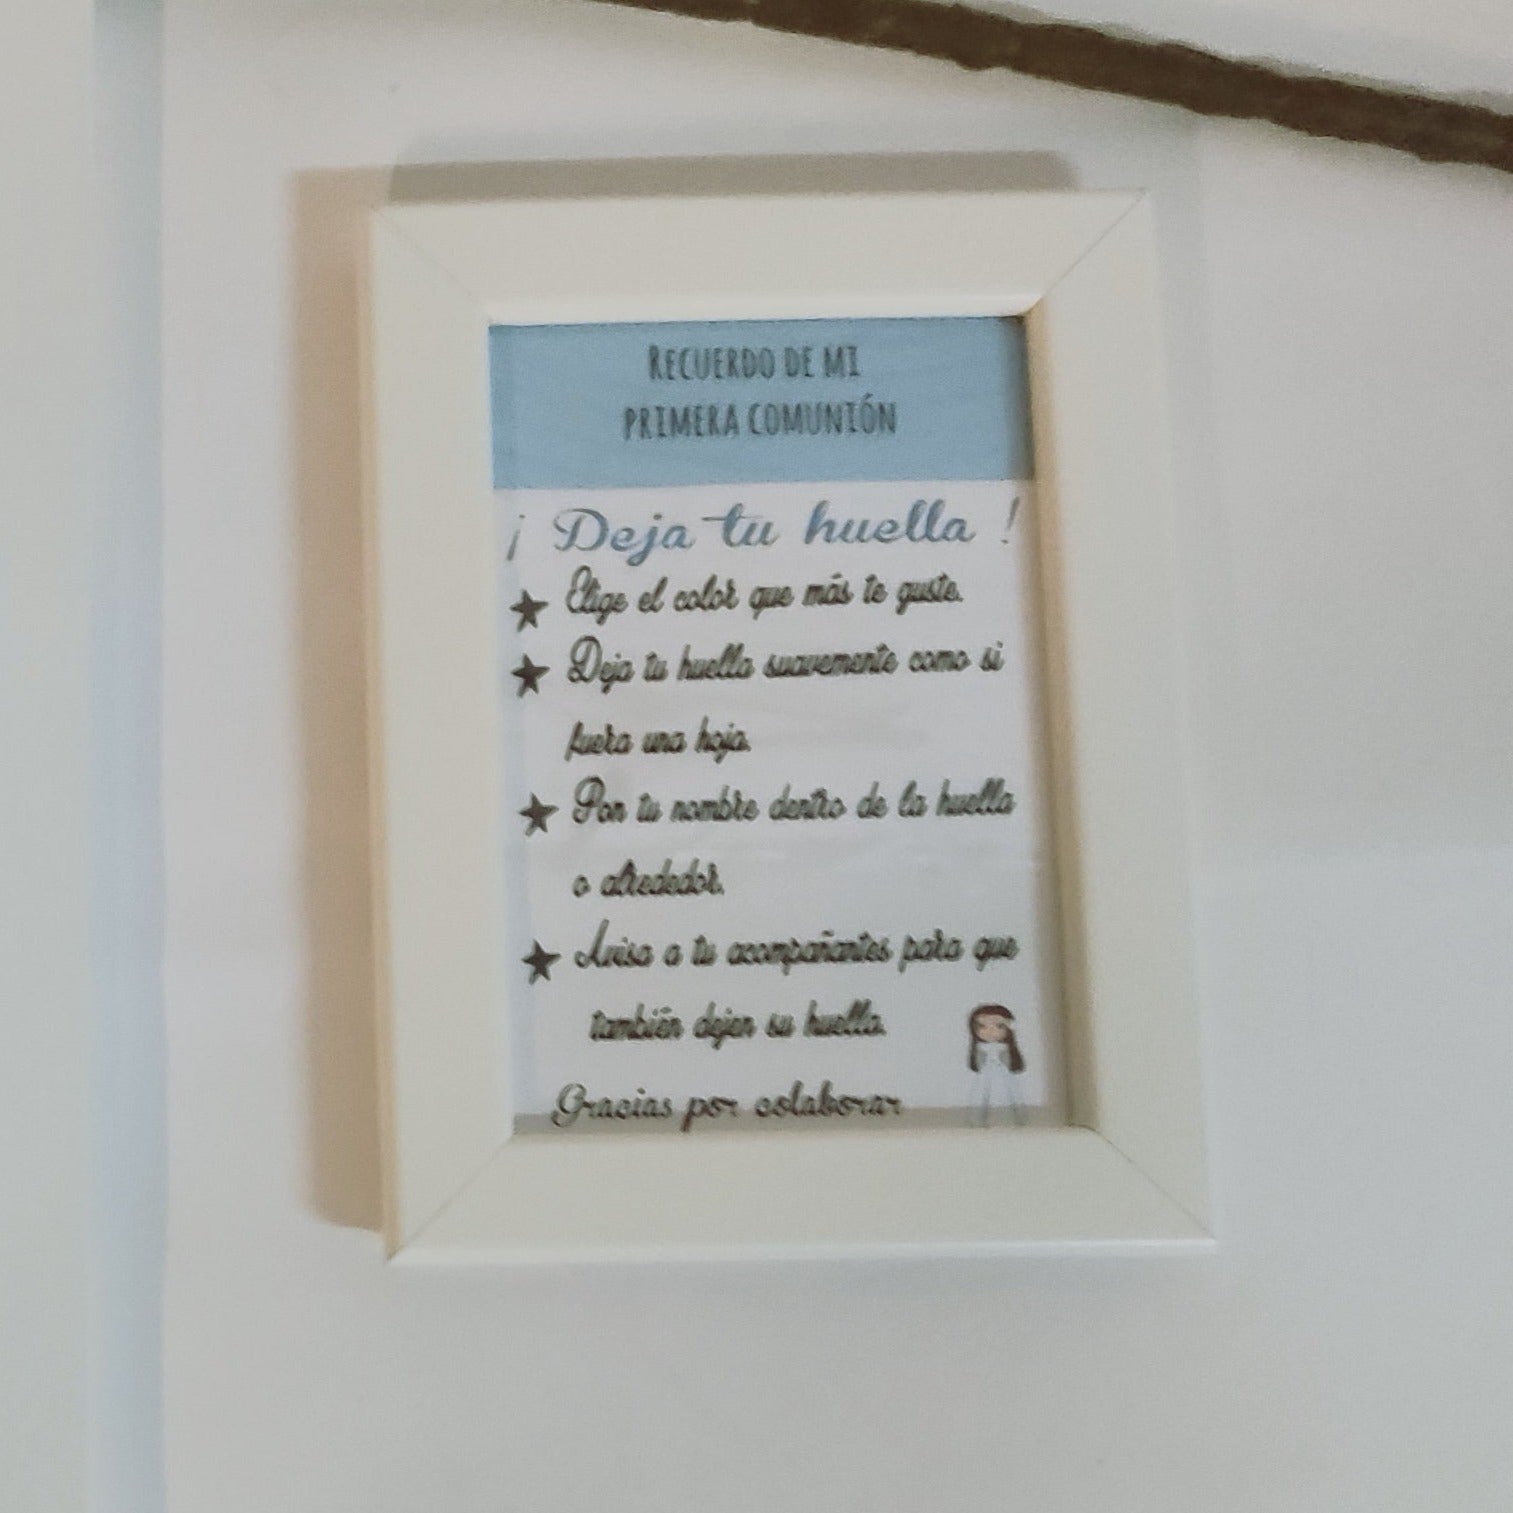 RECUERDO DE MI
PRIMERA COMUNIÓN
¡ Deja tu huella !
Elige el color que más te guste.
Deja tu huella suavemente como si
fuera una hoja.
Pon tu nombre dentro de la huella
o alrededor.
Avisa a tu acompañantes para que
también dejen su huella.
Gracias por colaborar